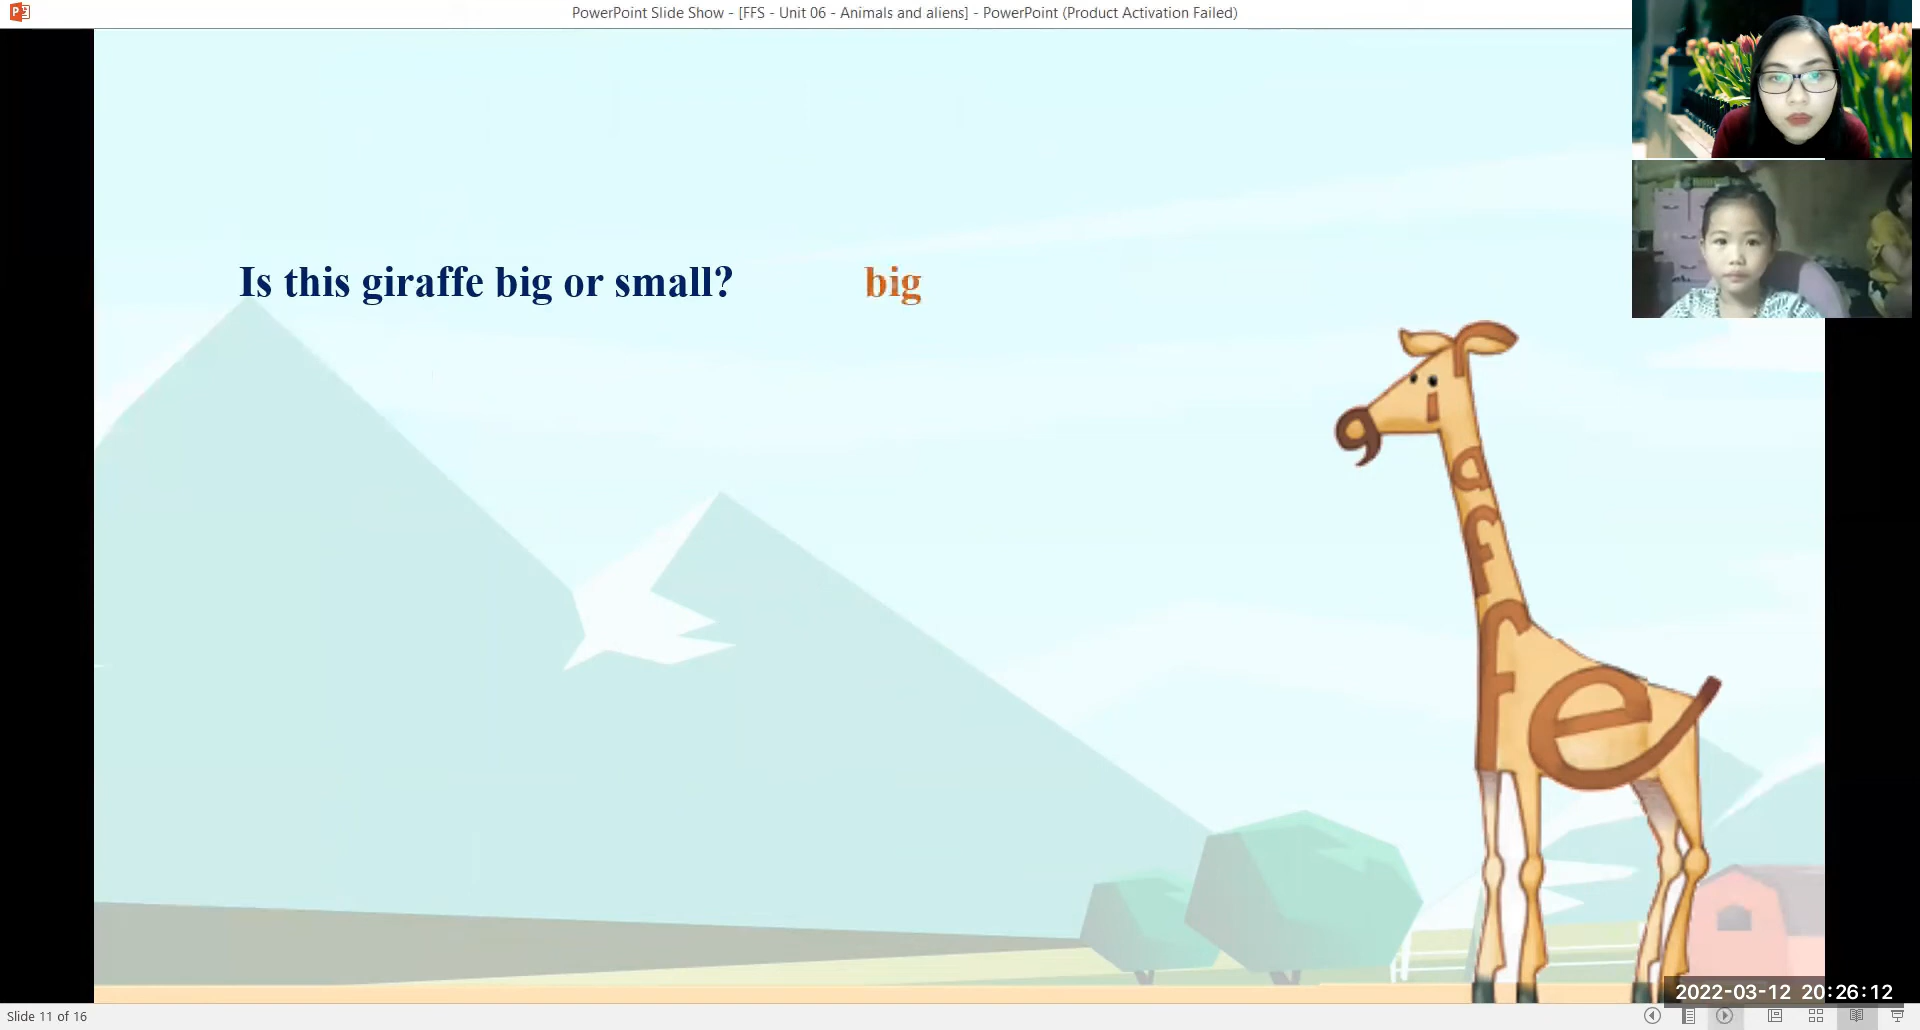 PowerPoint Slide Show - [FFS - Unit 06 - Animals and aliens] - PowerPoint (Product Activation Failed)
Is this giraffe big or small? big
g i r a f f e
2022-03-12 20:26:12
Slide 11 of 16